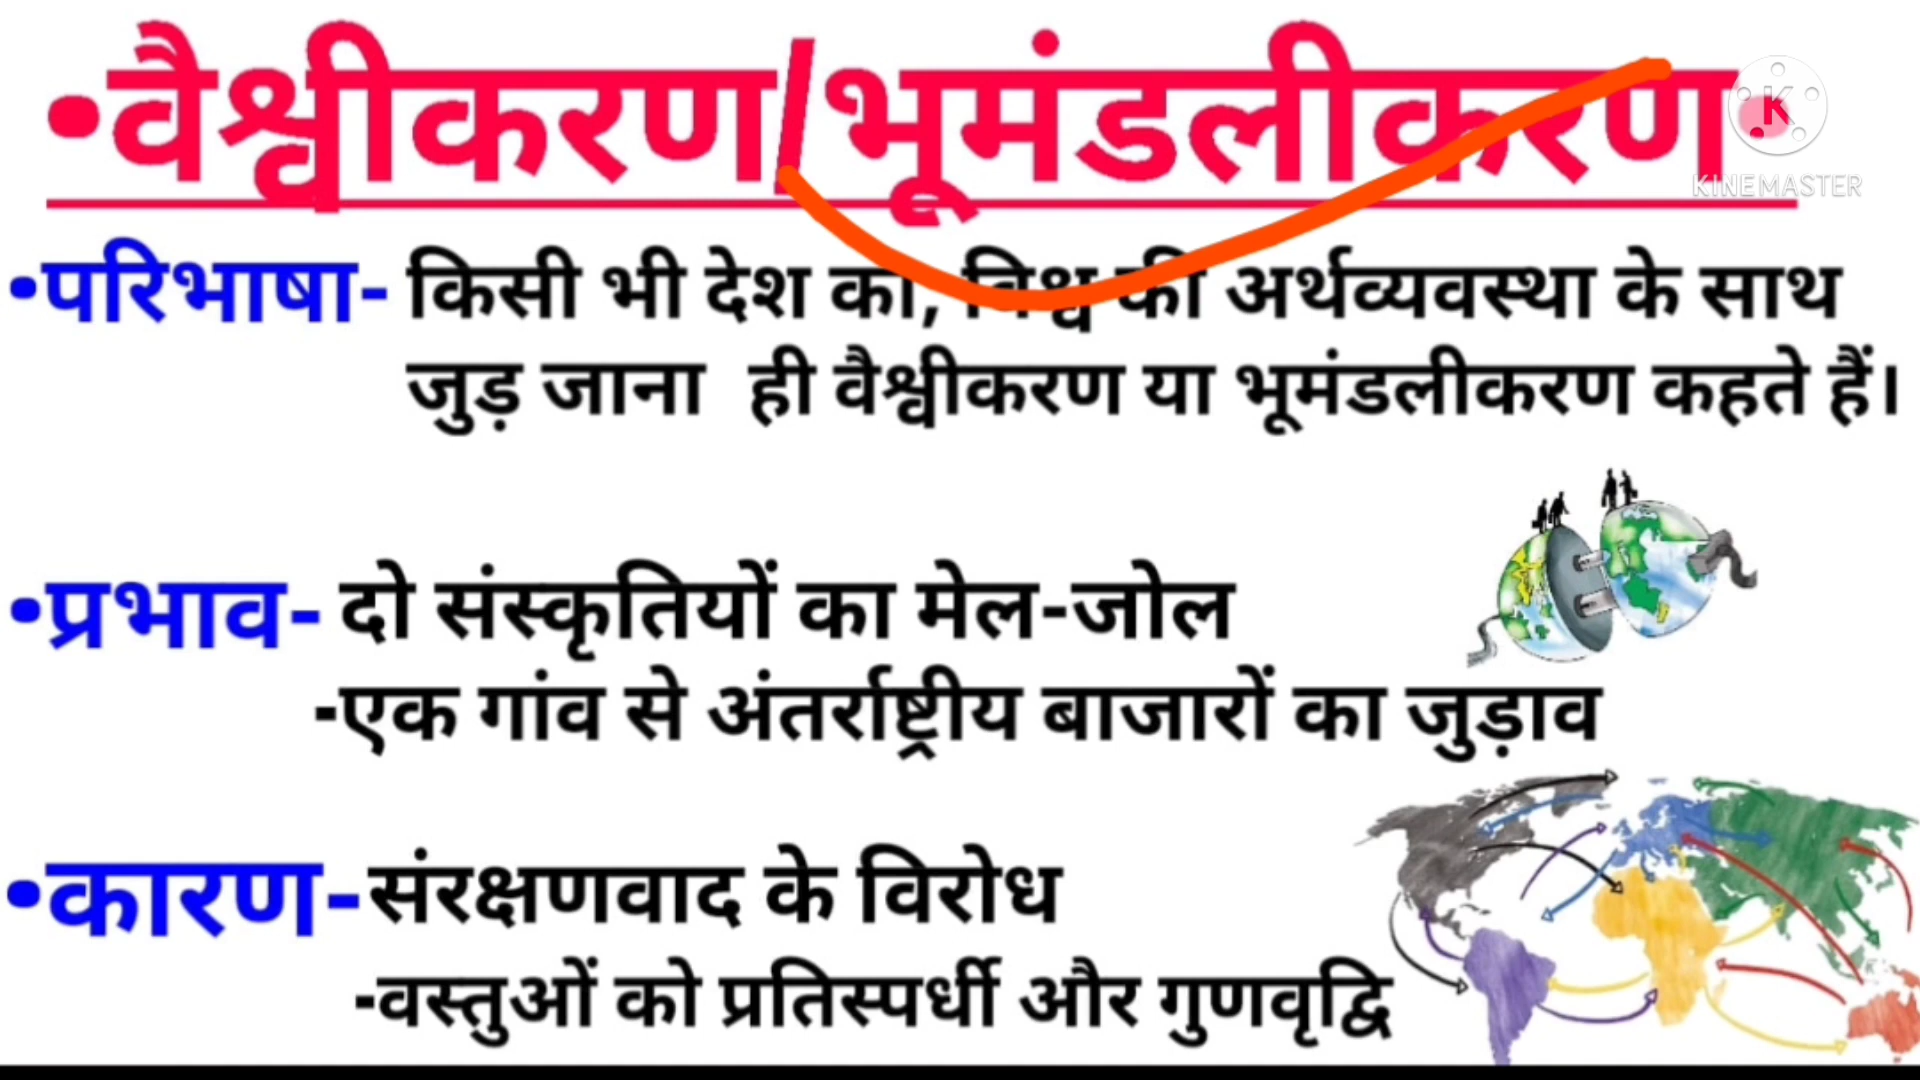 •वैश्वीकरण/भूमंडलीकरण•
KINEMASTER
•परिभाषा- किसी भी देश का, विश्व की अर्थव्यवस्था के साथ
जुड़ जाना ही वैश्वीकरण या भूमंडलीकरण कहते हैं।
•प्रभाव- दो संस्कृतियों का मेल-जोल
-एक गांव से अंतर्राष्ट्रीय बाजारों का जुड़ाव
•कारण-संरक्षणवाद के विरोध
-वस्तुओं को प्रतिस्पर्धी और गुणवृद्वि